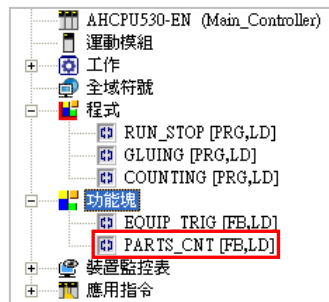 AHCPU530-EN (Main_Controller)
運動模組
工作
全域符號
程式
RUN_STOP [PRG,LD]
GLUING [PRG,LD]
COUNTING [PRG,LD]
功能塊
EQUIP_TRIG [FB,LD]
PARTS_CNT [FB,LD]
裝置監控表
應用指令